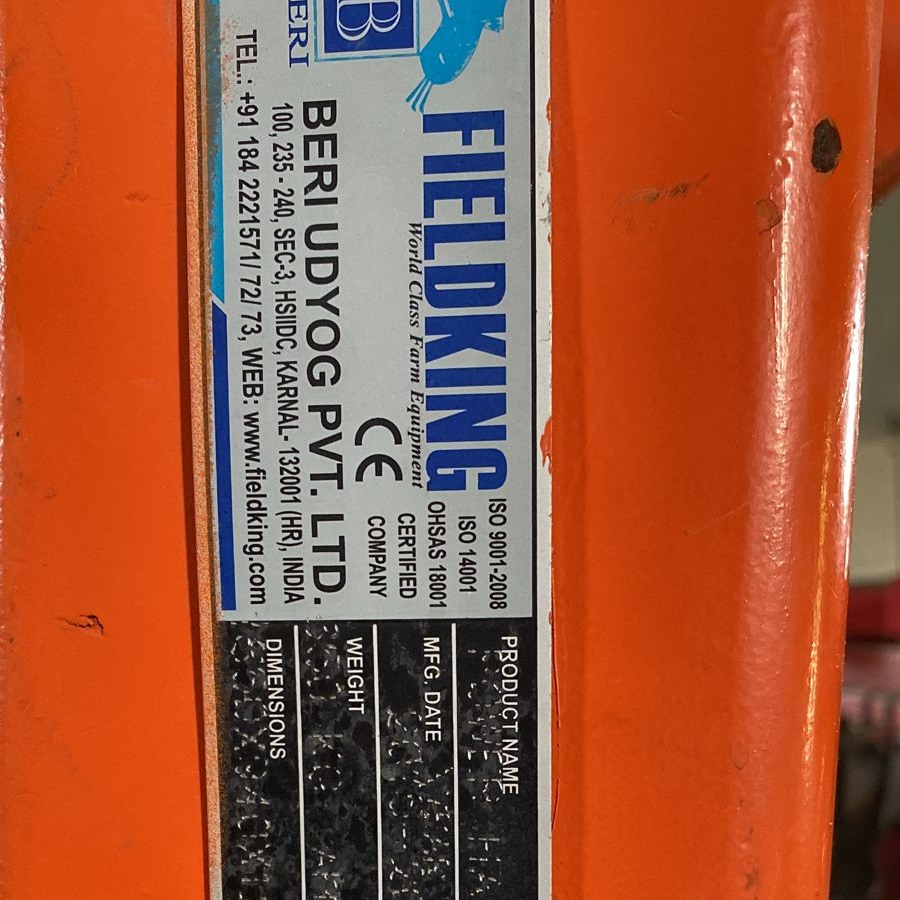 B
ERI
FIELDKING
World Class Farm Equipment
ISO 9001-2008
ISO 14001
OHSAS 18001
CERTIFIED
COMPANY
CE
BERI UDYOG PVT. LTD.
100, 235 - 240, SEC-3, HSIIDC, KARNAL- 132001 (HR), INDIA
TEL.: +91 184 2221571/ 72/ 73, WEB: www.fieldking.com
PRODUCT NAME
MFG. DATE
WEIGHT
DIMENSIONS